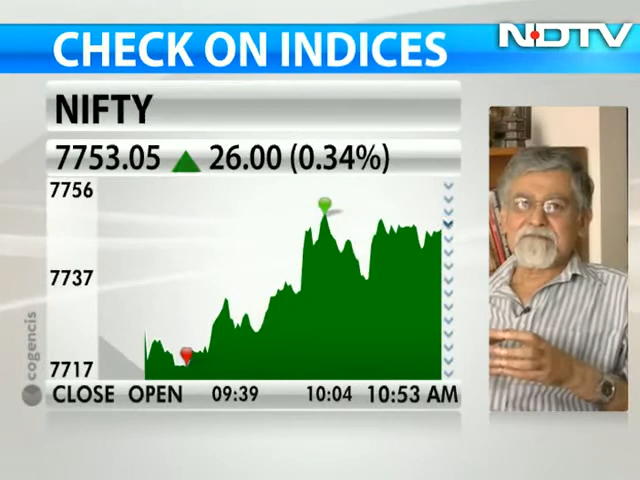 CHECK ON INDICES
NDTV
NIFTY
7753.05 26.00 (0.34%)
7756
7737
7717
cogencis
CLOSE OPEN 09:39 10:04 10:53 AM